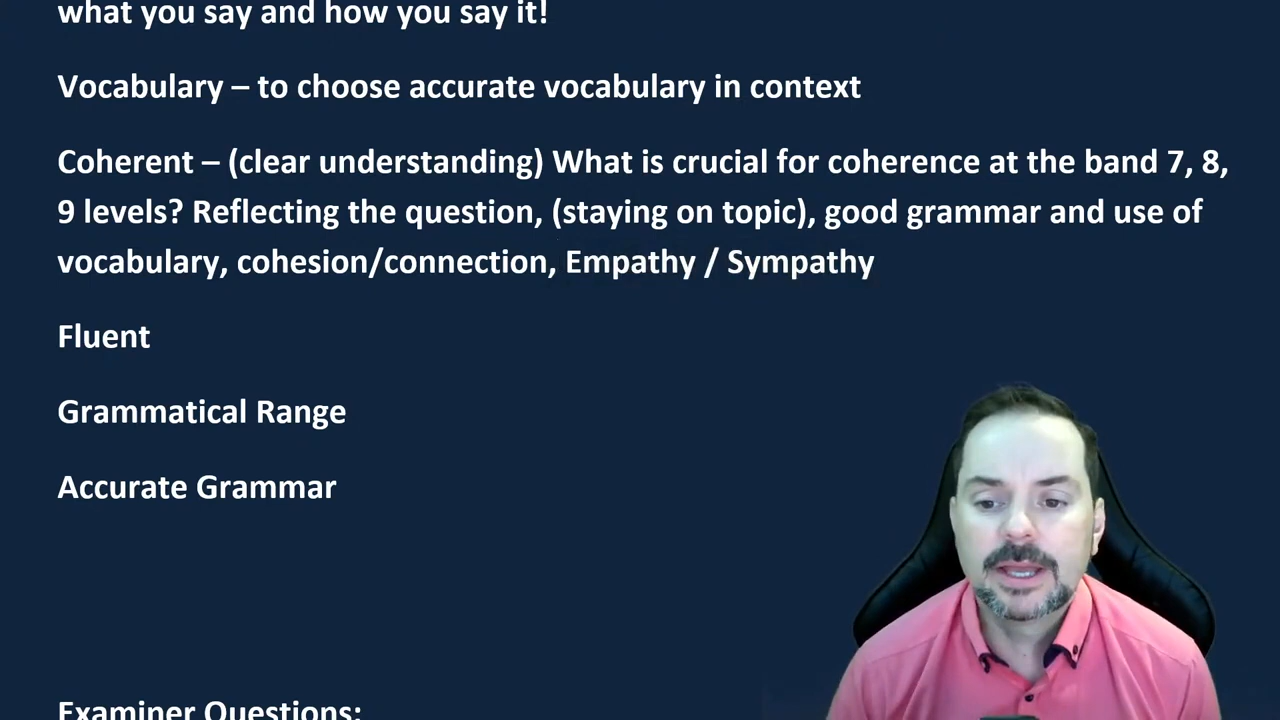 what you say and how you say it!
Vocabulary – to choose accurate vocabulary in context
Coherent – (clear understanding) What is crucial for coherence at the band 7, 8,
9 levels? Reflecting the question, (staying on topic), good grammar and use of
vocabulary, cohesion/connection, Empathy / Sympathy
Fluent
Grammatical Range
Accurate Grammar
Examiner Questions: